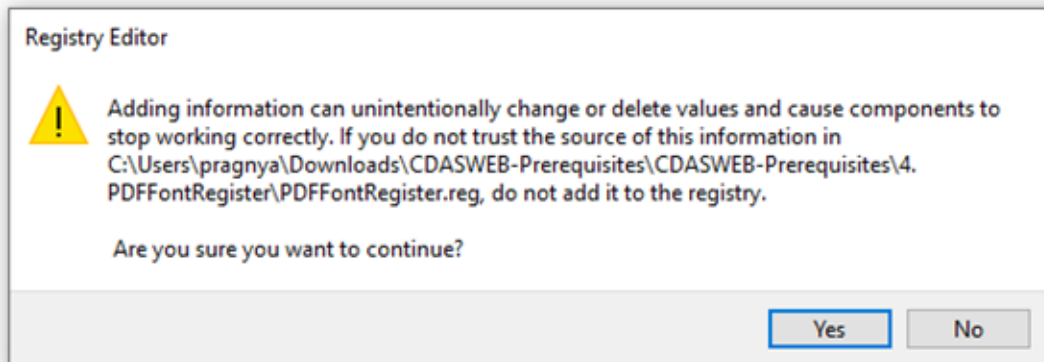 Registry Editor
Adding information can unintentionally change or delete values and cause components to
stop working correctly. If you do not trust the source of this information in
C:\Users\pragnya\Downloads\CDASWEB-Prerequisites\CDASWEB-Prerequisites\4.
PDFFontRegister\PDFFontRegister.reg, do not add it to the registry.
Are you sure you want to continue?
Yes No